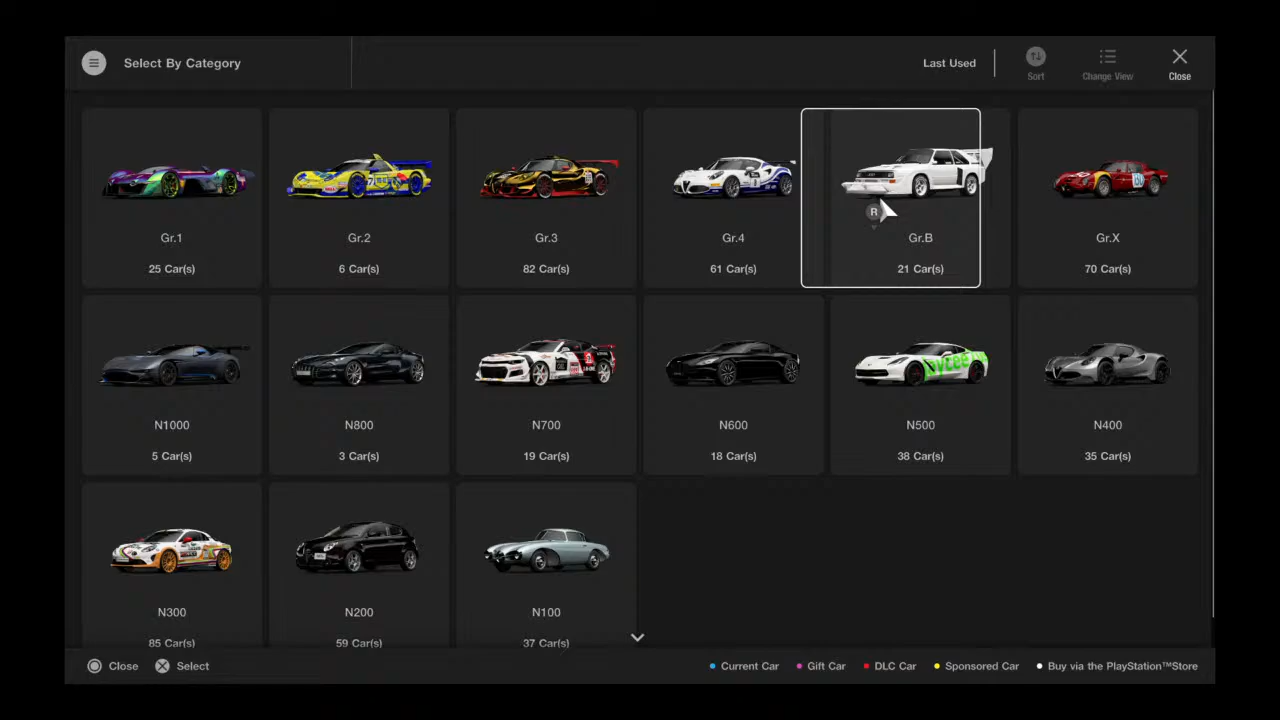 Select By Category
Last Used
Sort
Change View
Close
Gr.1
25 Car(s)
Gr.2
6 Car(s)
Gr.3
82 Car(s)
Gr.4
61 Car(s)
R
Gr.B
21 Car(s)
Gr.X
70 Car(s)
N1000
5 Car(s)
N800
3 Car(s)
N700
19 Car(s)
N600
18 Car(s)
N500
38 Car(s)
N400
35 Car(s)
N300
85 Car(s)
N200
59 Car(s)
N100
37 Car(s)
Close
Select
Current Car
Gift Car
DLC Car
Sponsored Car
Buy via the PlayStation™Store